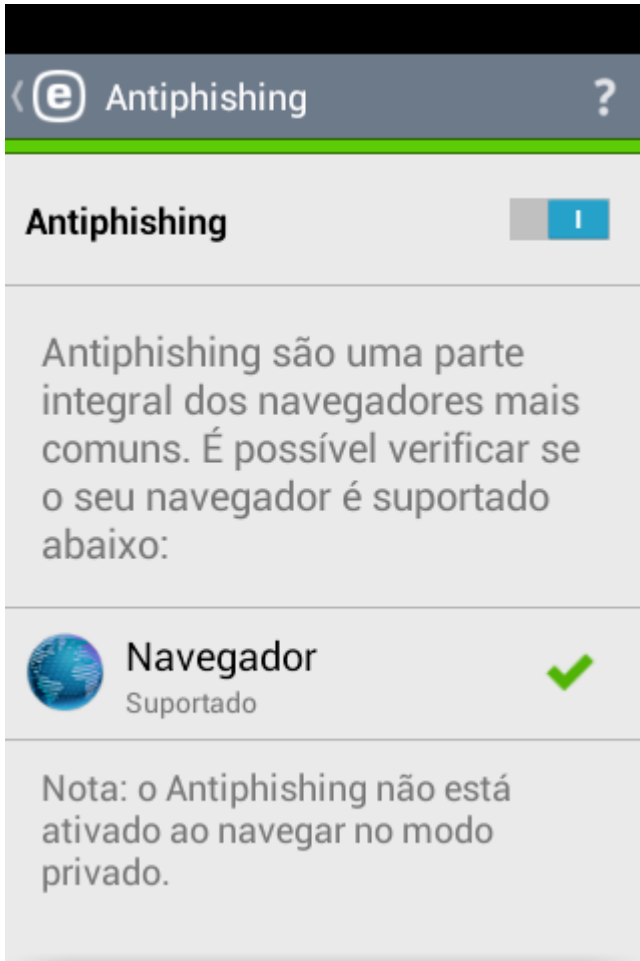 Antiphishing
?
Antiphishing
Antiphishing são uma parte
integral dos navegadores mais
comuns. É possível verificar se
o seu navegador é suportado
abaixo:
Navegador
Suportado
Nota: o Antiphishing não está
ativado ao navegar no modo
privado.